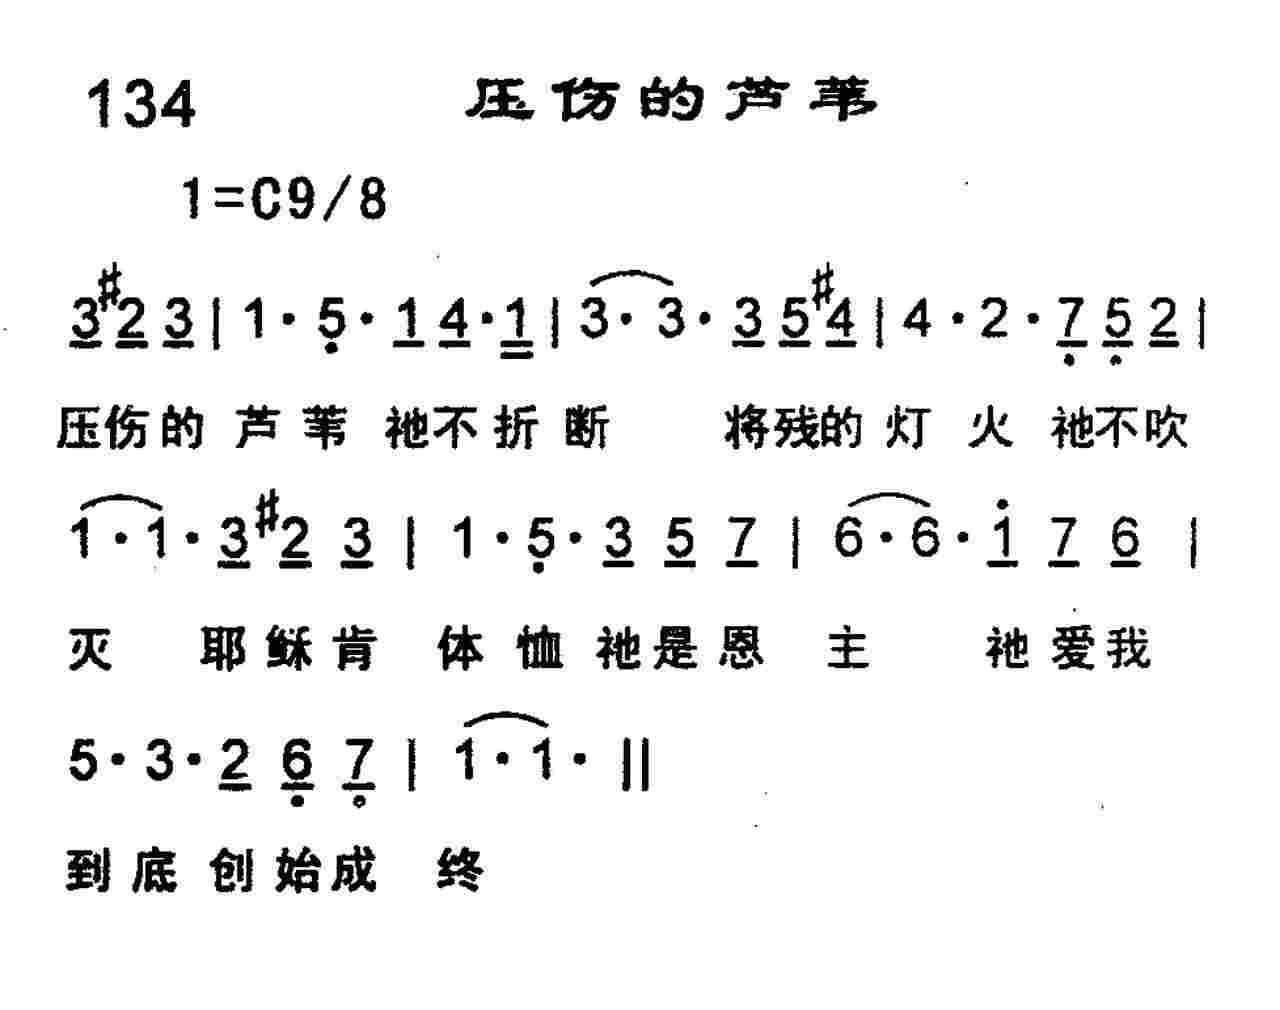 134 压伤的芦苇
1=C9/8
3 #2 3 | 1· 5̣· 1 4· 1 | 3· 3· 3 5 #4 | 4· 2· 7̣ 5̣ 2 |
压伤的 芦 苇 祂不 折 断 将残的 灯 火 祂不吹
1· 1· 3 #2 3 | 1· 5̣· 3 5 7 | 6· 6· 1̇ 7 6 |
灭 耶 稣 肯 体 恤 祂 是 恩 主 祂 爱 我
5· 3· 2 6̣ 7̣ | 1· 1· ‖
到 底 创 始 成 终